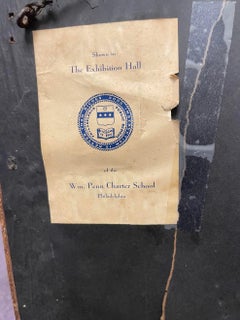 Shown in
The Exhibition Hall
of the
Wm. Penn Charter School
Philadelphia